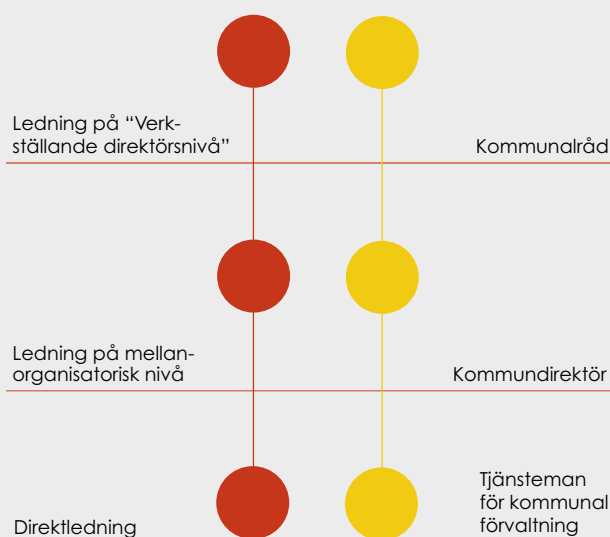 Ledning på “Verk-
ställande direktörsnivå”
Kommunalråd
Ledning på mellan-
organisatorisk nivå
Kommundirektör
Direktledning
Tjänsteman
för kommunal
förvaltning